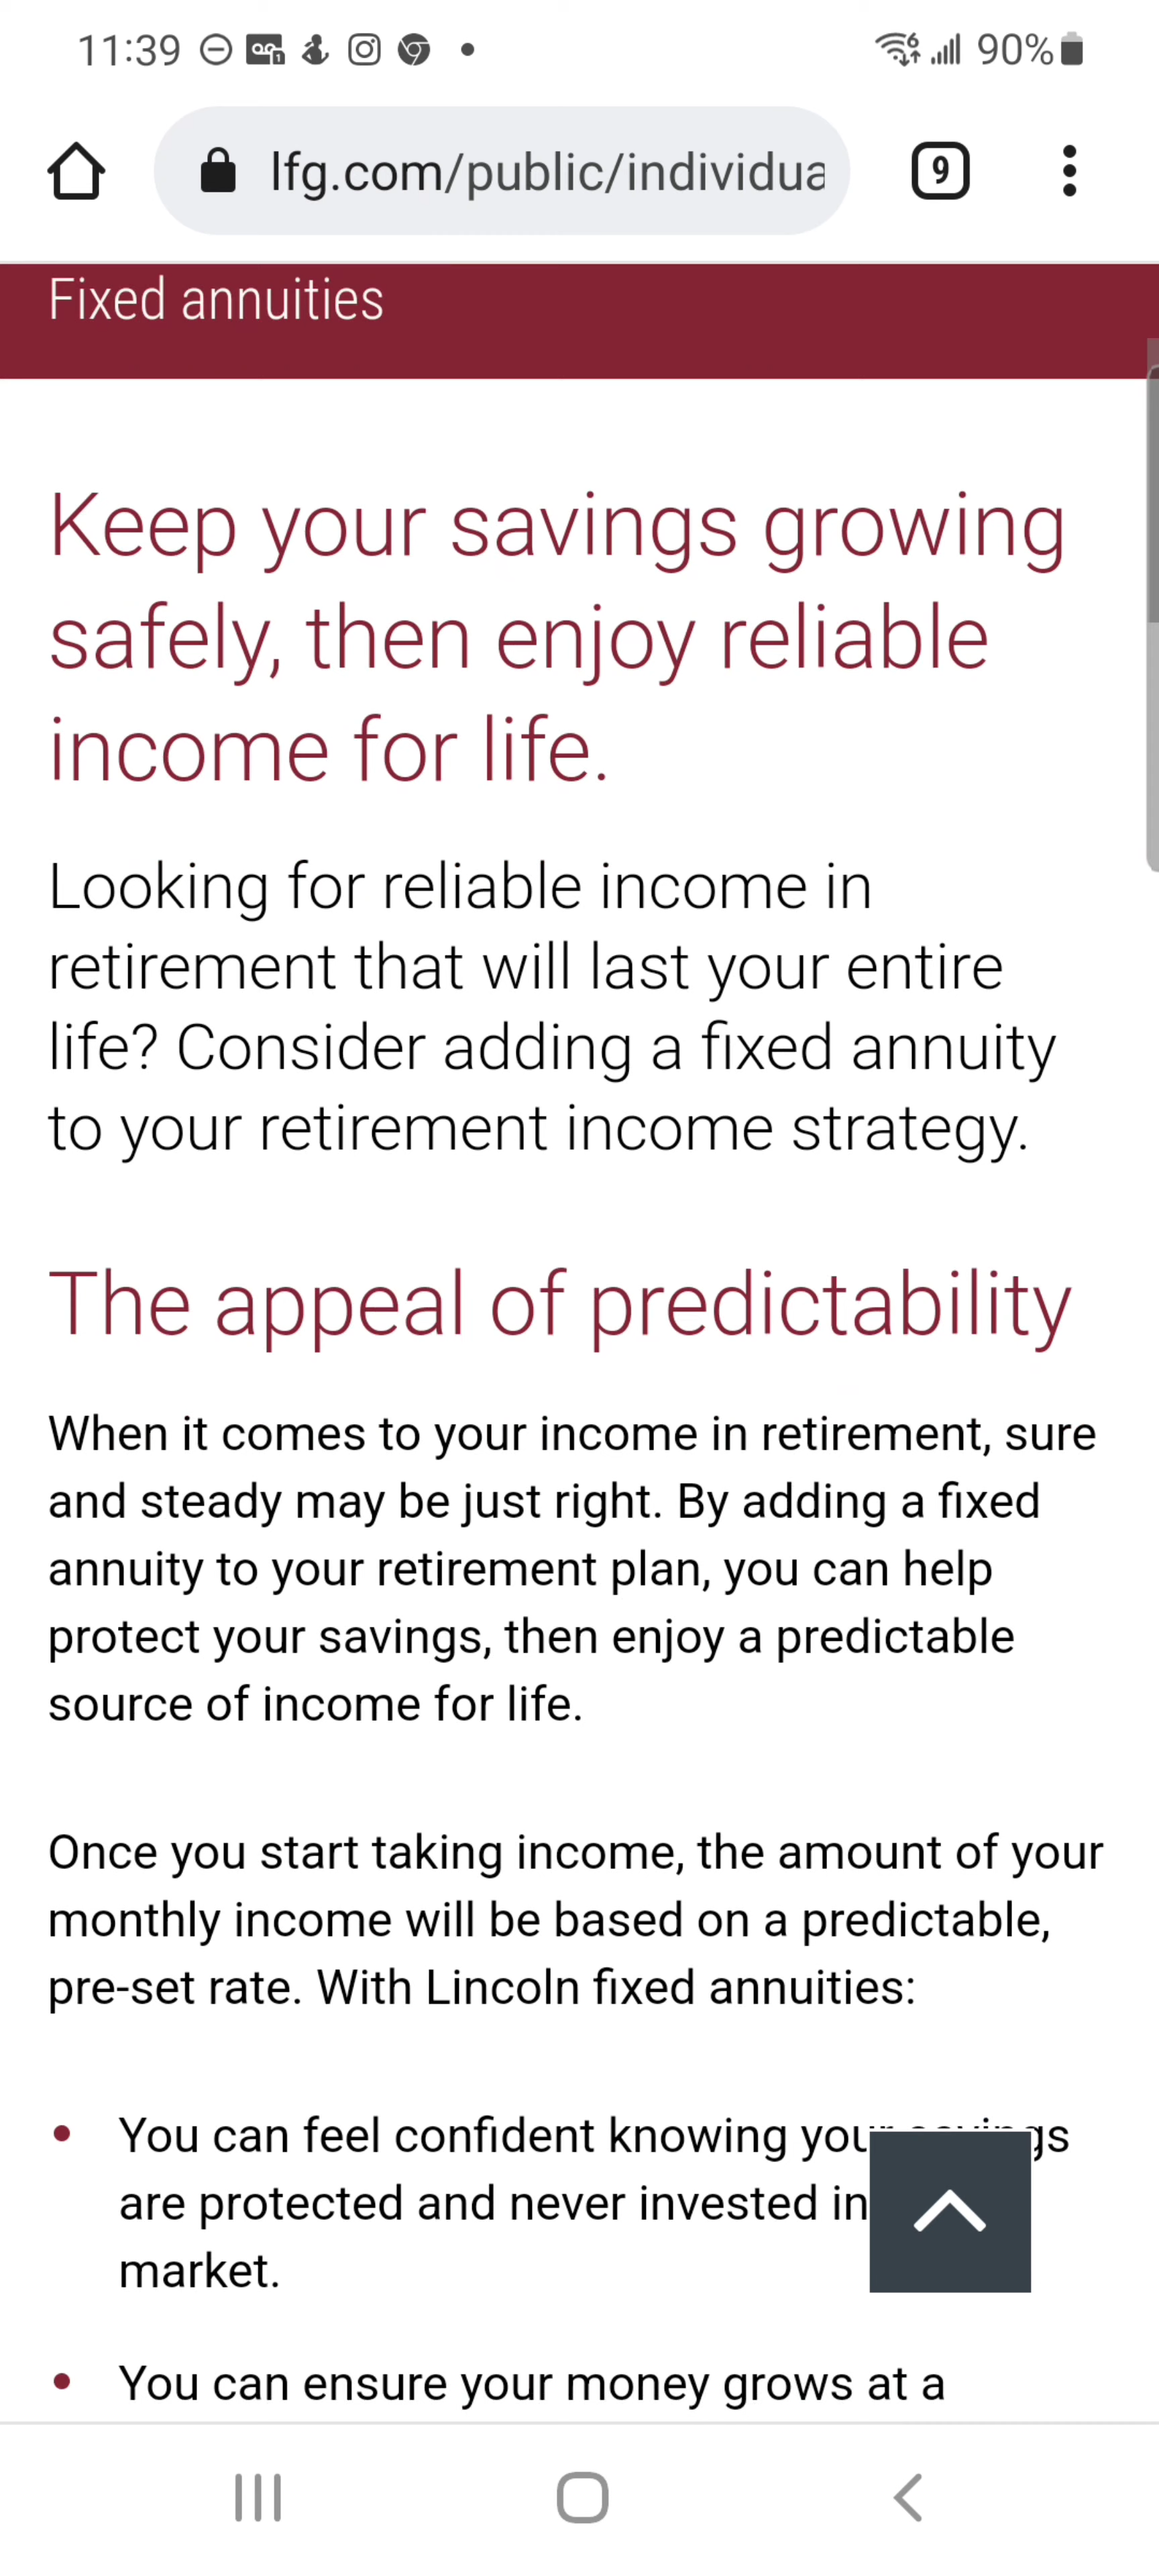 11:39
90%
lfg.com/public/individua
9
Fixed annuities
Keep your savings growing
safely, then enjoy reliable
income for life.
Looking for reliable income in
retirement that will last your entire
life? Consider adding a fixed annuity
to your retirement income strategy.
The appeal of predictability
When it comes to your income in retirement, sure
and steady may be just right. By adding a fixed
annuity to your retirement plan, you can help
protect your savings, then enjoy a predictable
source of income for life.
Once you start taking income, the amount of your
monthly income will be based on a predictable,
pre-set rate. With Lincoln fixed annuities:
• You can feel confident knowing your savings
are protected and never invested in
market.
• You can ensure your money grows at a